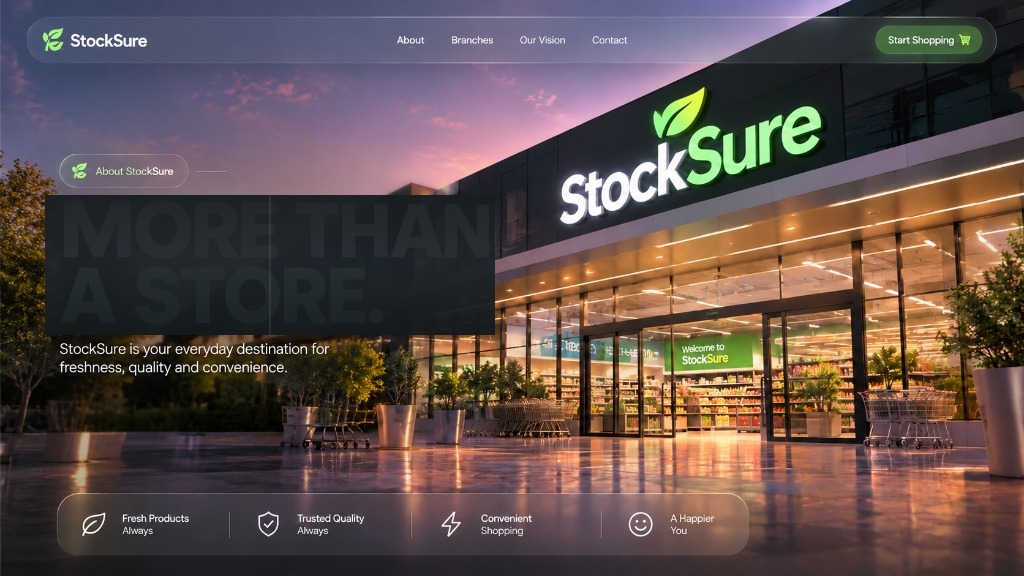 StockSure
About
Branches
Our Vision
Contact
Start Shopping
StockSure
About StockSure
MORE THAN
A STORE.
StockSure is your everyday destination for
freshness, quality and convenience.
Welcome to
StockSure
Fresh Products
Always
Trusted Quality
Always
Convenient
Shopping
A Happier
You